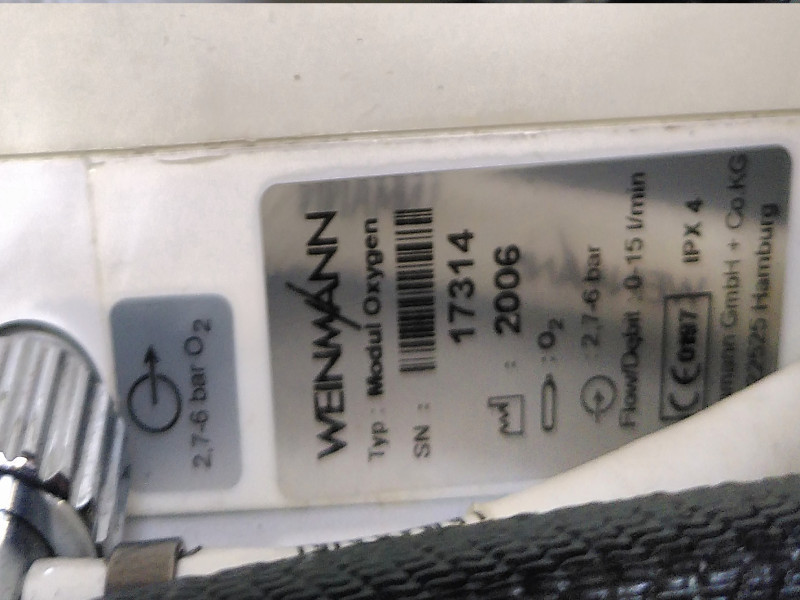 WEINMANN
Typ : Modul Oxygen
SN :
17314
: 2006
: O2
: 2,7-6 bar
Flow/Debit : 0-15 l/min
CE 0197 IPX 4
mann GmbH + Co.KG
22525 Hamburg
2,7-6 bar O2